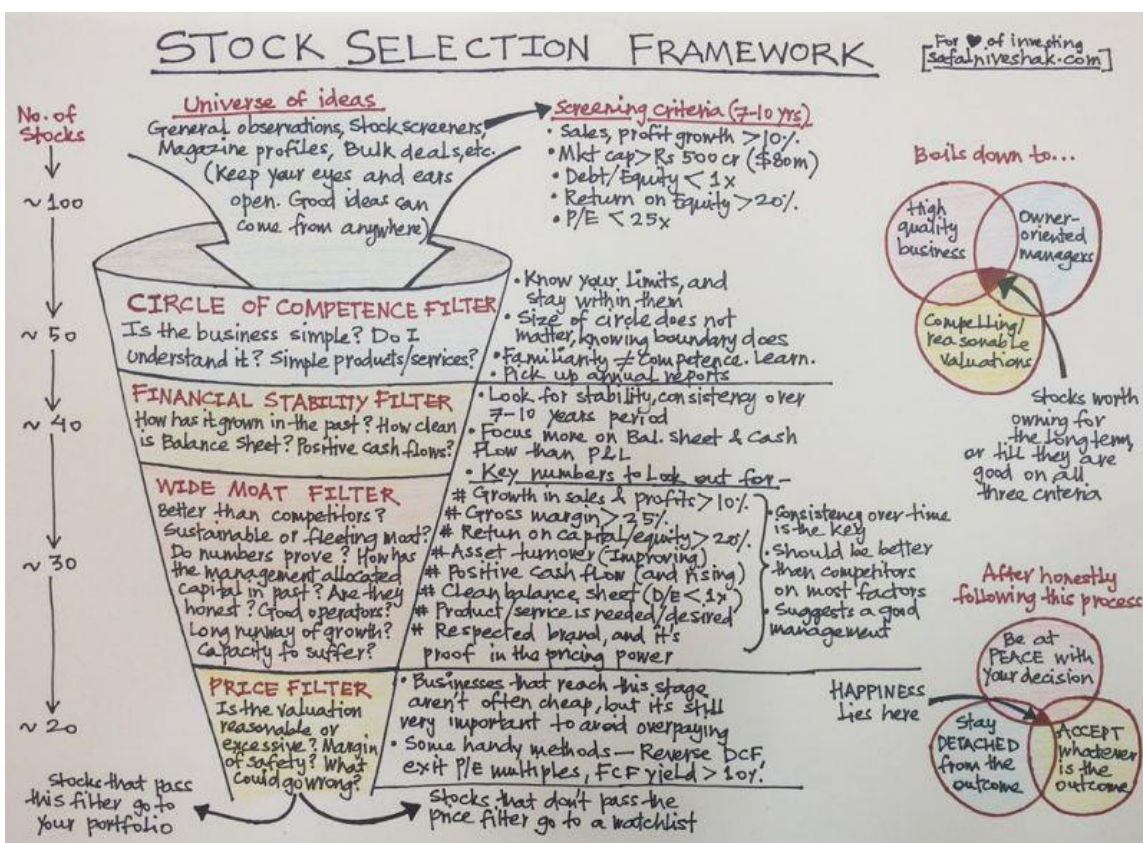 STOCK SELECTION FRAMEWORK
For ♥ of investing
[safalniveshak.com]
No. of
Stocks
~ 100
~ 50
~ 40
~ 30
~ 20
Universe of ideas
General observations, Stock screeners,
Magazine profiles, Bulk deals, etc.
(Keep your eyes and ears
open. Good ideas can
come from anywhere)
Screening criteria (7-10 yrs)
• Sales, profit growth >10%
• Mkt cap > Rs 500 cr ($80m)
• Debt/Equity < 1x
• Return on Equity >20%
• P/E < 25x
CIRCLE OF COMPETENCE FILTER
Is the business simple? Do I
understand it? Simple products/services?
• Know your limits, and
stay within them
• Size of circle does not
matter, knowing boundary does
• Familiarity ≠ competence. Learn.
• Pick up annual reports
FINANCIAL STABILITY FILTER
How has it grown in the past? How clean
is Balance Sheet? Positive cash flows?
• Look for stability, consistency over
7-10 years period
• Focus more on Bal. sheet & Cash
Flow than P&L
WIDE MOAT FILTER
Better than competitors?
Sustainable or fleeting moat?
Do numbers prove? How has
the management allocated
capital in past? Are they
honest? Good operators?
Long runway of growth?
Capacity to suffer?
• Key numbers to look out for -
# Growth in sales & profits >10%
# Gross margin > 25%
# Return on capital/equity >20%
# Asset turnover (Improving)
# Positive cash flow (and rising)
# Clean balance sheet (D/E < 1x)
# Product/service is needed/desired
# Respected brand, and it's
proof in the pricing power
• Consistency over time
is the key
• Should be better
than competitors
on most factors
• Suggests a good
management
PRICE FILTER
Is the valuation
reasonable or
excessive? Margin
of safety? What
could go wrong?
• Businesses that reach this stage
aren't often cheap, but it's still
very important to avoid overpaying
• Some handy methods — Reverse DCF,
exit P/E multiples, FCF yield > 10%
Stocks that pass
this filter go to
your portfolio
Stocks that don't pass the
price filter go to a watchlist
Boils down to...
High
quality
business
Owner-
oriented
managers
Compelling/
reasonable
valuations
Stocks worth
owning for
the long term,
or till they are
good on all
three criteria
After honestly
following this process
Be at
PEACE with
your decision
HAPPINESS
lies here
Stay
DETACHED
from the
outcome
ACCEPT
whatever
is the
outcome